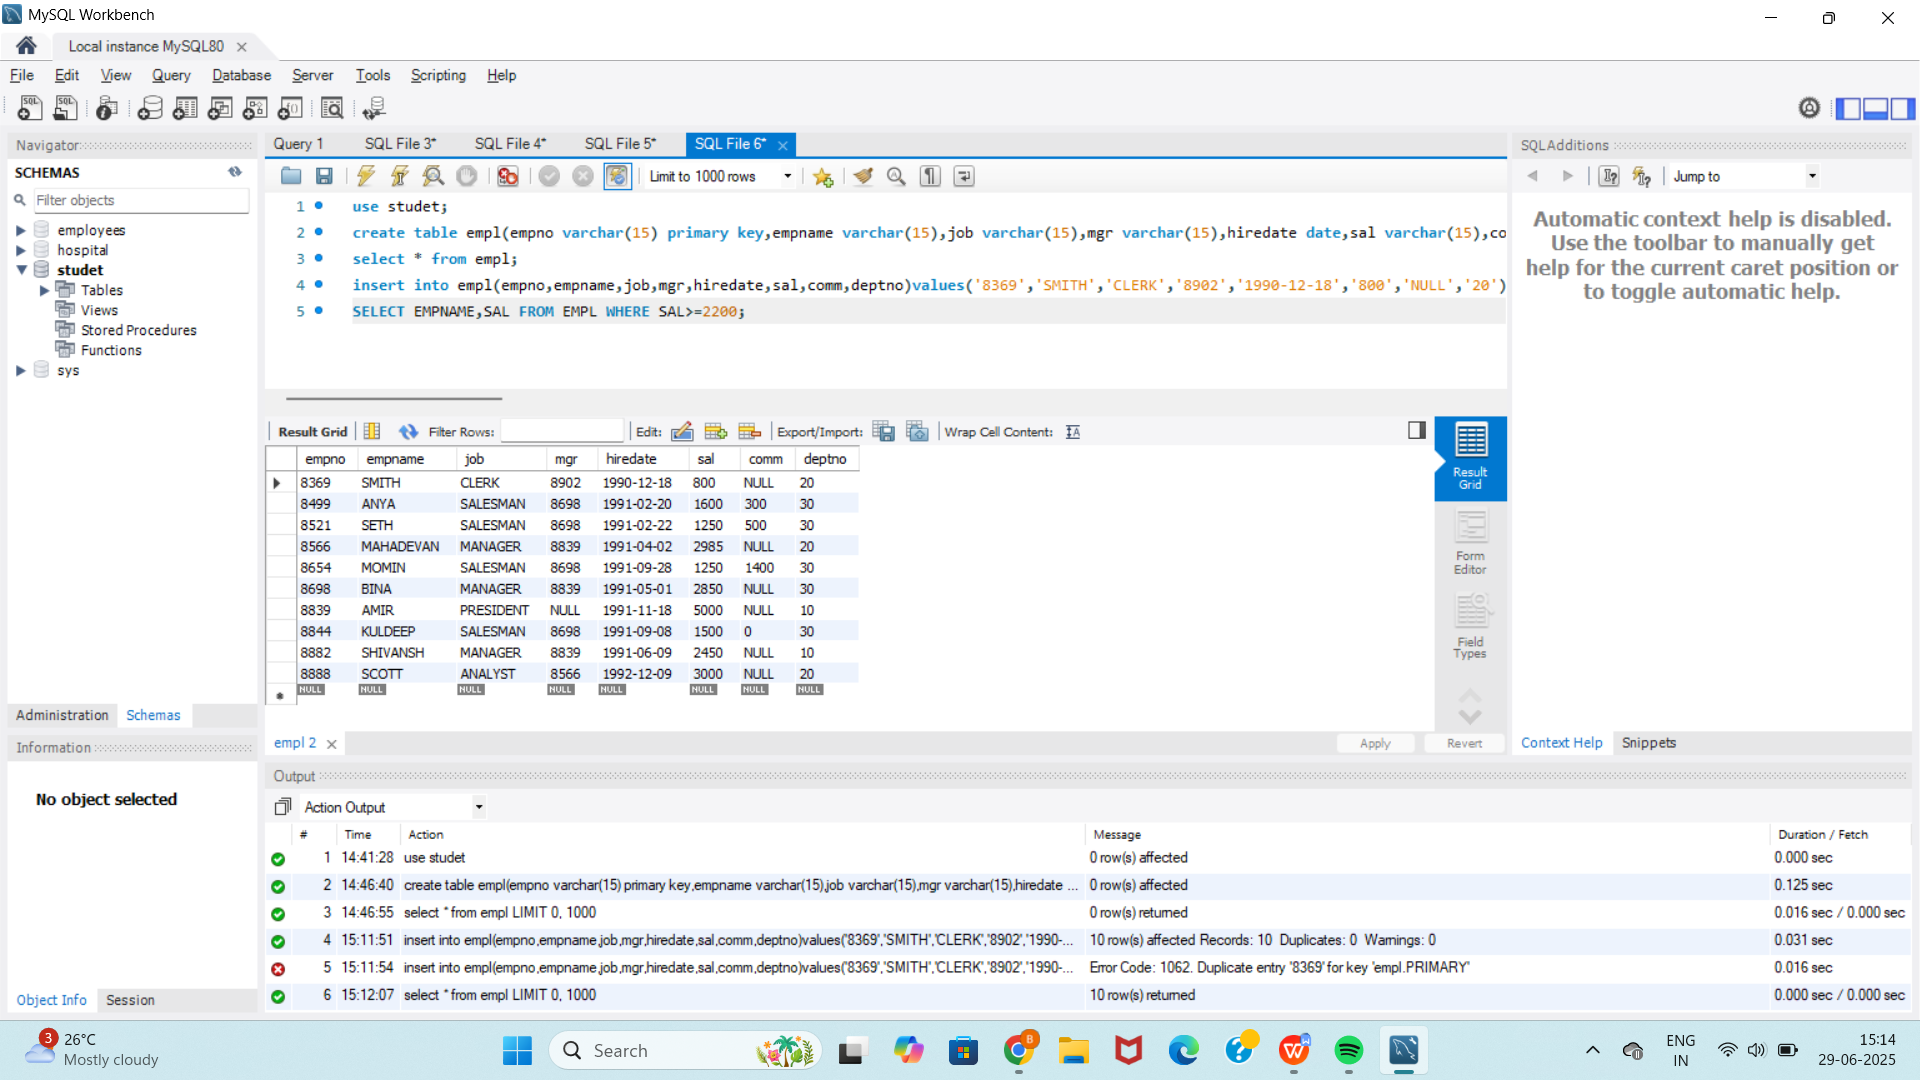 MySQL Workbench
Local instance MySQL80
File Edit View Query Database Server Tools Scripting Help
Navigator
SCHEMAS
Filter objects
employees
hospital
studet
Tables
Views
Stored Procedures
Functions
sys
Administration Schemas
Information
No object selected
Object Info Session
Query 1 SQL File 3* SQL File 4* SQL File 5* SQL File 6*
Limit to 1000 rows
1 use studet;
2 create table empl(empno varchar(15) primary key,empname varchar(15),job varchar(15),mgr varchar(15),hiredate date,sal varchar(15),co
3 select * from empl;
4 insert into empl(empno,empname,job,mgr,hiredate,sal,comm,deptno)values('8369','SMITH','CLERK','8902','1990-12-18','800','NULL','20')
5 SELECT EMPNAME,SAL FROM EMPL WHERE SAL>=2200;
Result Grid Filter Rows: Edit: Export/Import: Wrap Cell Content:
empno empname job mgr hiredate sal comm deptno
8369 SMITH CLERK 8902 1990-12-18 800 NULL 20
8499 ANYA SALESMAN 8698 1991-02-20 1600 300 30
8521 SETH SALESMAN 8698 1991-02-22 1250 500 30
8566 MAHADEVAN MANAGER 8839 1991-04-02 2985 NULL 20
8654 MOMIN SALESMAN 8698 1991-09-28 1250 1400 30
8698 BINA MANAGER 8839 1991-05-01 2850 NULL 30
8839 AMIR PRESIDENT NULL 1991-11-18 5000 NULL 10
8844 KULDEEP SALESMAN 8698 1991-09-08 1500 0 30
8882 SHIVANSH MANAGER 8839 1991-06-09 2450 NULL 10
8888 SCOTT ANALYST 8566 1992-12-09 3000 NULL 20
NULL NULL NULL NULL NULL NULL NULL NULL
Result
Grid
Form
Editor
Field
Types
empl 2
Apply Revert
SQLAdditions
Jump to
Automatic context help is disabled.
Use the toolbar to manually get
help for the current caret position or
to toggle automatic help.
Context Help Snippets
Output
Action Output
# Time Action Message Duration / Fetch
1 14:41:28 use studet 0 row(s) affected 0.000 sec
2 14:46:40 create table empl(empno varchar(15) primary key,empname varchar(15),job varchar(15),mgr varchar(15),hiredate ... 0 row(s) affected 0.125 sec
3 14:46:55 select * from empl LIMIT 0, 1000 0 row(s) returned 0.016 sec / 0.000 sec
4 15:11:51 insert into empl(empno,empname,job,mgr,hiredate,sal,comm,deptno)values('8369','SMITH','CLERK','8902','1990-... 10 row(s) affected Records: 10 Duplicates: 0 Warnings: 0 0.031 sec
5 15:11:54 insert into empl(empno,empname,job,mgr,hiredate,sal,comm,deptno)values('8369','SMITH','CLERK','8902','1990-... Error Code: 1062. Duplicate entry '8369' for key 'empl.PRIMARY' 0.016 sec
6 15:12:07 select * from empl LIMIT 0, 1000 10 row(s) returned 0.000 sec / 0.000 sec
3
26°C
Mostly cloudy
Search
ENG
IN
15:14
29-06-2025